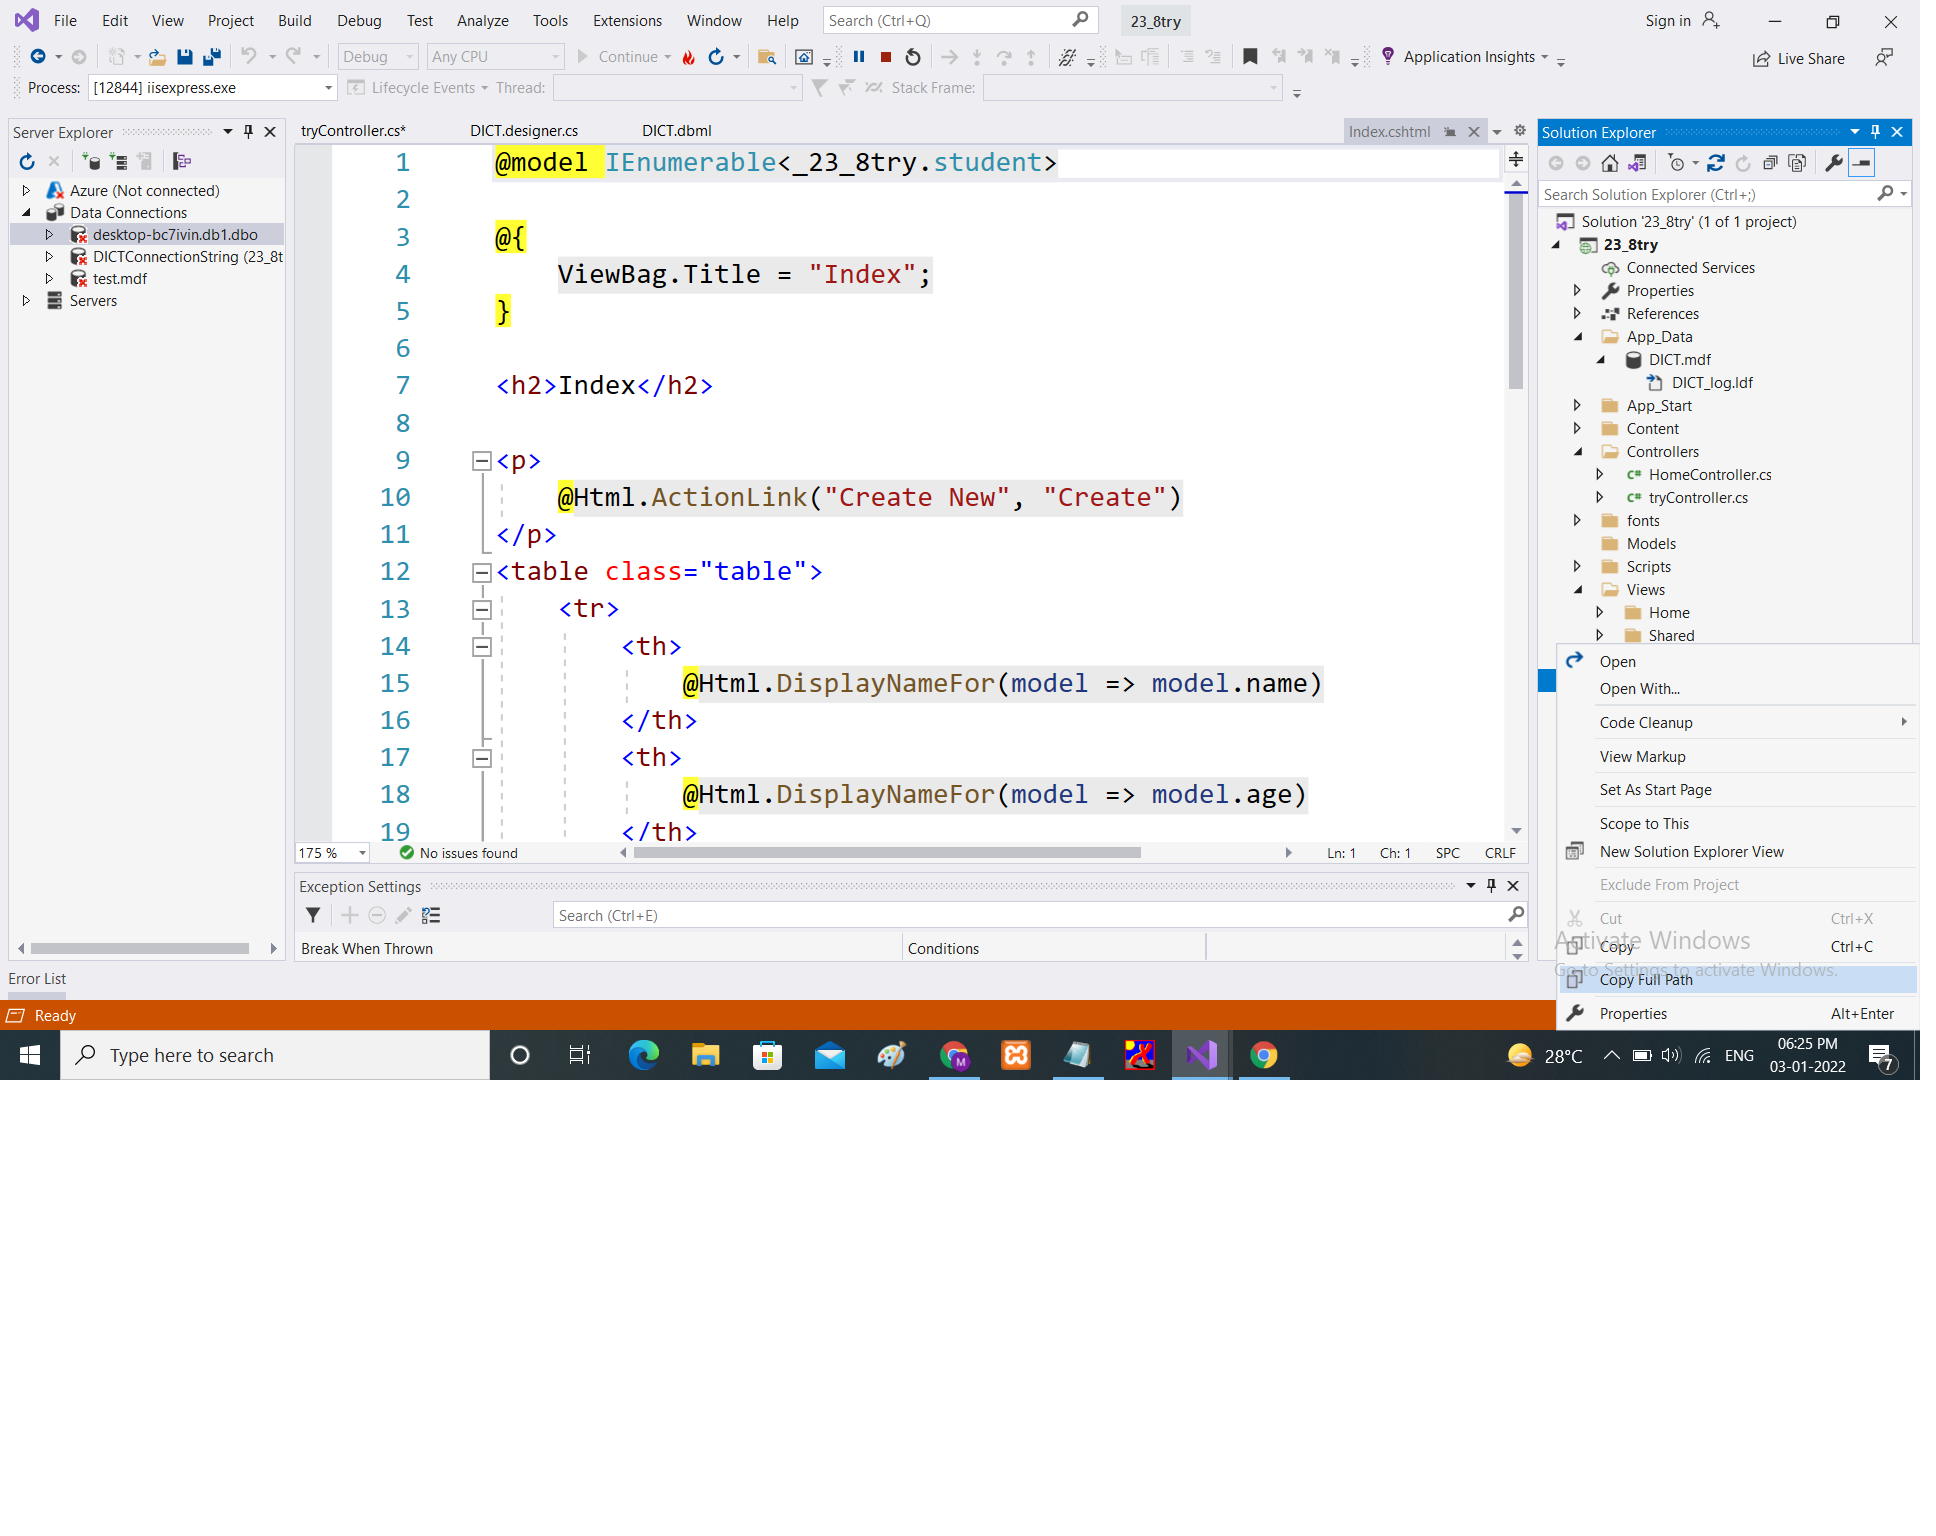 File Edit View Project Build Debug Test Analyze Tools Extensions Window Help Search (Ctrl+Q) 23_8try Sign in
Debug Any CPU Continue Application Insights Live Share
Process: [12844] iisexpress.exe Lifecycle Events Thread: Stack Frame:
Server Explorer
Azure (Not connected)
Data Connections
desktop-bc7ivin.db1.dbo
DICTConnectionString (23_8t
test.mdf
Servers
tryController.cs* DICT.designer.cs DICT.dbml Index.cshtml
1 @model IEnumerable<_23_8try.student>
2
3 @{
4 ViewBag.Title = "Index";
5 }
6
7 <h2>Index</h2>
8
9 <p>
10 @Html.ActionLink("Create New", "Create")
11 </p>
12 <table class="table">
13 <tr>
14 <th>
15 @Html.DisplayNameFor(model => model.name)
16 </th>
17 <th>
18 @Html.DisplayNameFor(model => model.age)
19 </th>
175 % No issues found Ln: 1 Ch: 1 SPC CRLF
Exception Settings
Search (Ctrl+E)
Break When Thrown Conditions
Solution Explorer
Search Solution Explorer (Ctrl+;)
Solution '23_8try' (1 of 1 project)
23_8try
Connected Services
Properties
References
App_Data
DICT.mdf
DICT_log.ldf
App_Start
Content
Controllers
C# HomeController.cs
C# tryController.cs
fonts
Models
Scripts
Views
Home
Shared
Open
Open With...
Code Cleanup
View Markup
Set As Start Page
Scope to This
New Solution Explorer View
Exclude From Project
Cut Ctrl+X
Copy Ctrl+C
Activate Windows
Go to Settings to activate Windows.
Copy Full Path
Properties Alt+Enter
Error List
Ready
Type here to search M 28°C ENG 06:25 PM
03-01-2022 7